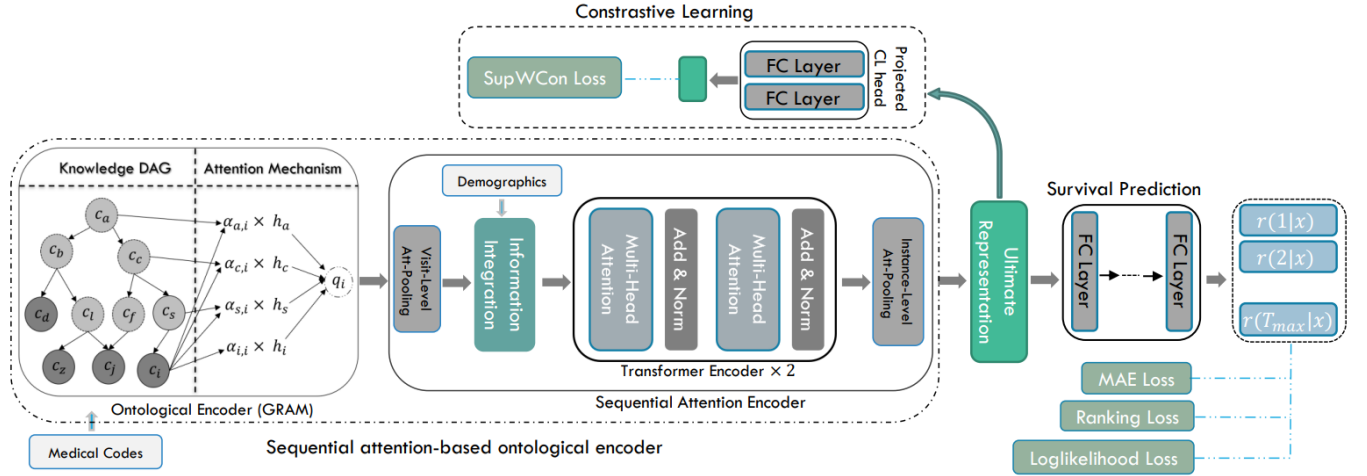 Constrastive Learning
SupWCon Loss
FC Layer
FC Layer
Projected
CL head
Knowledge DAG
Attention Mechanism
c_a
c_b
c_c
c_d
c_l
c_f
c_s
c_z
c_j
c_i
α_{a,i} × h_a
α_{c,i} × h_c
α_{s,i} × h_s
α_{i,i} × h_i
q_i
Ontological Encoder (GRAM)
Medical Codes
Visit-Level
Att-Pooling
Demographics
Information
Integration
Multi-Head
Attention
Add & Norm
Multi-Head
Attention
Add & Norm
Transformer Encoder × 2
Instance-Level
Att-Pooling
Sequential Attention Encoder
Sequential attention-based ontological encoder
Ultimate
Representation
Survival Prediction
FC Layer
FC Layer
r(1|x)
r(2|x)
r(T_{max}|x)
MAE Loss
Ranking Loss
Loglikelihood Loss